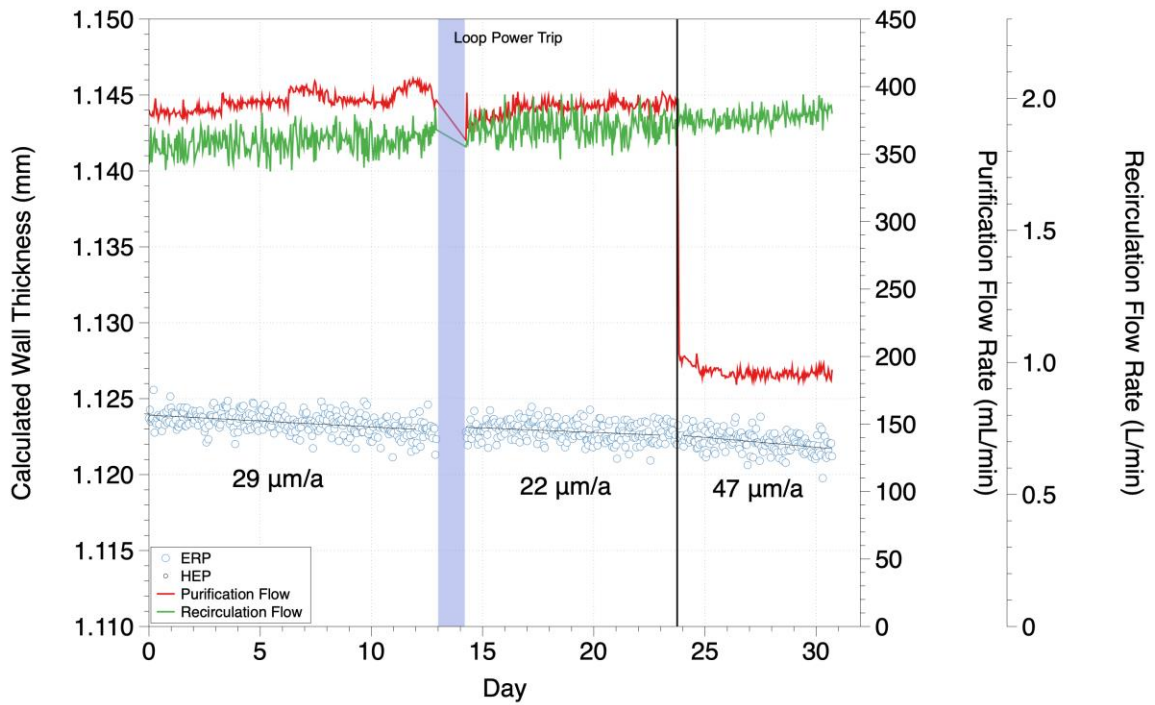 Loop Power Trip
Calculated Wall Thickness (mm)
1.150
1.145
1.140
1.135
1.130
1.125
1.120
1.115
1.110
29 µm/a
22 µm/a
47 µm/a
ERP
HEP
Purification Flow
Recirculation Flow
0
5
10
15
20
25
30
Day
450
400
350
300
250
200
150
100
50
0
Purification Flow Rate (mL/min)
2.0
1.5
1.0
0.5
0
Recirculation Flow Rate (L/min)